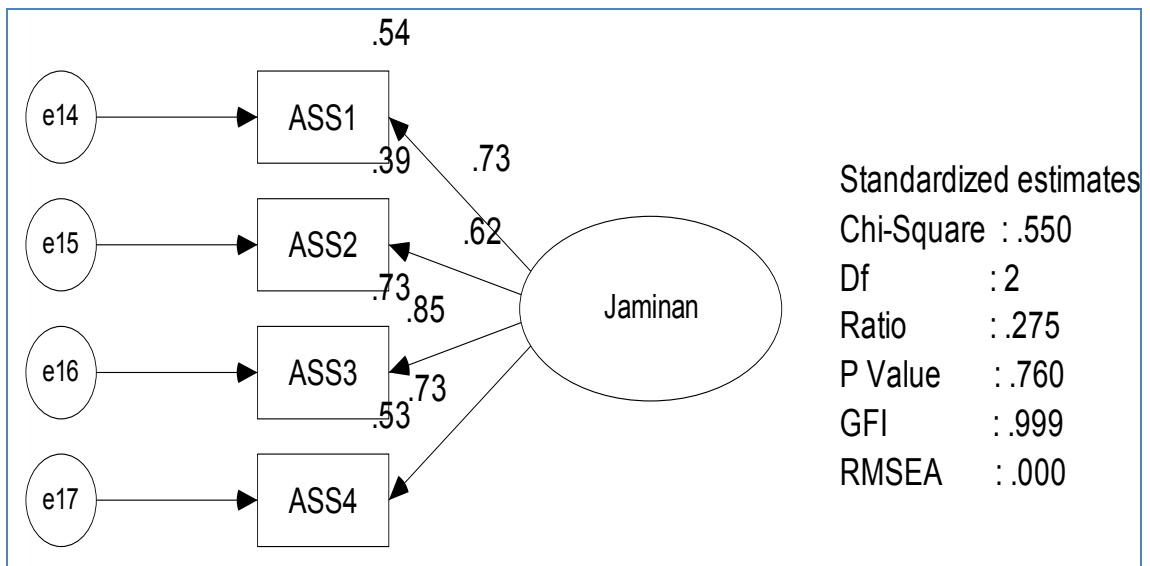 .54
e14
ASS1
.39
.73
e15
ASS2
.62
.73
.85
Jaminan
e16
ASS3
.73
.53
e17
ASS4
Standardized estimates
Chi-Square : .550
Df : 2
Ratio : .275
P Value : .760
GFI : .999
RMSEA : .000